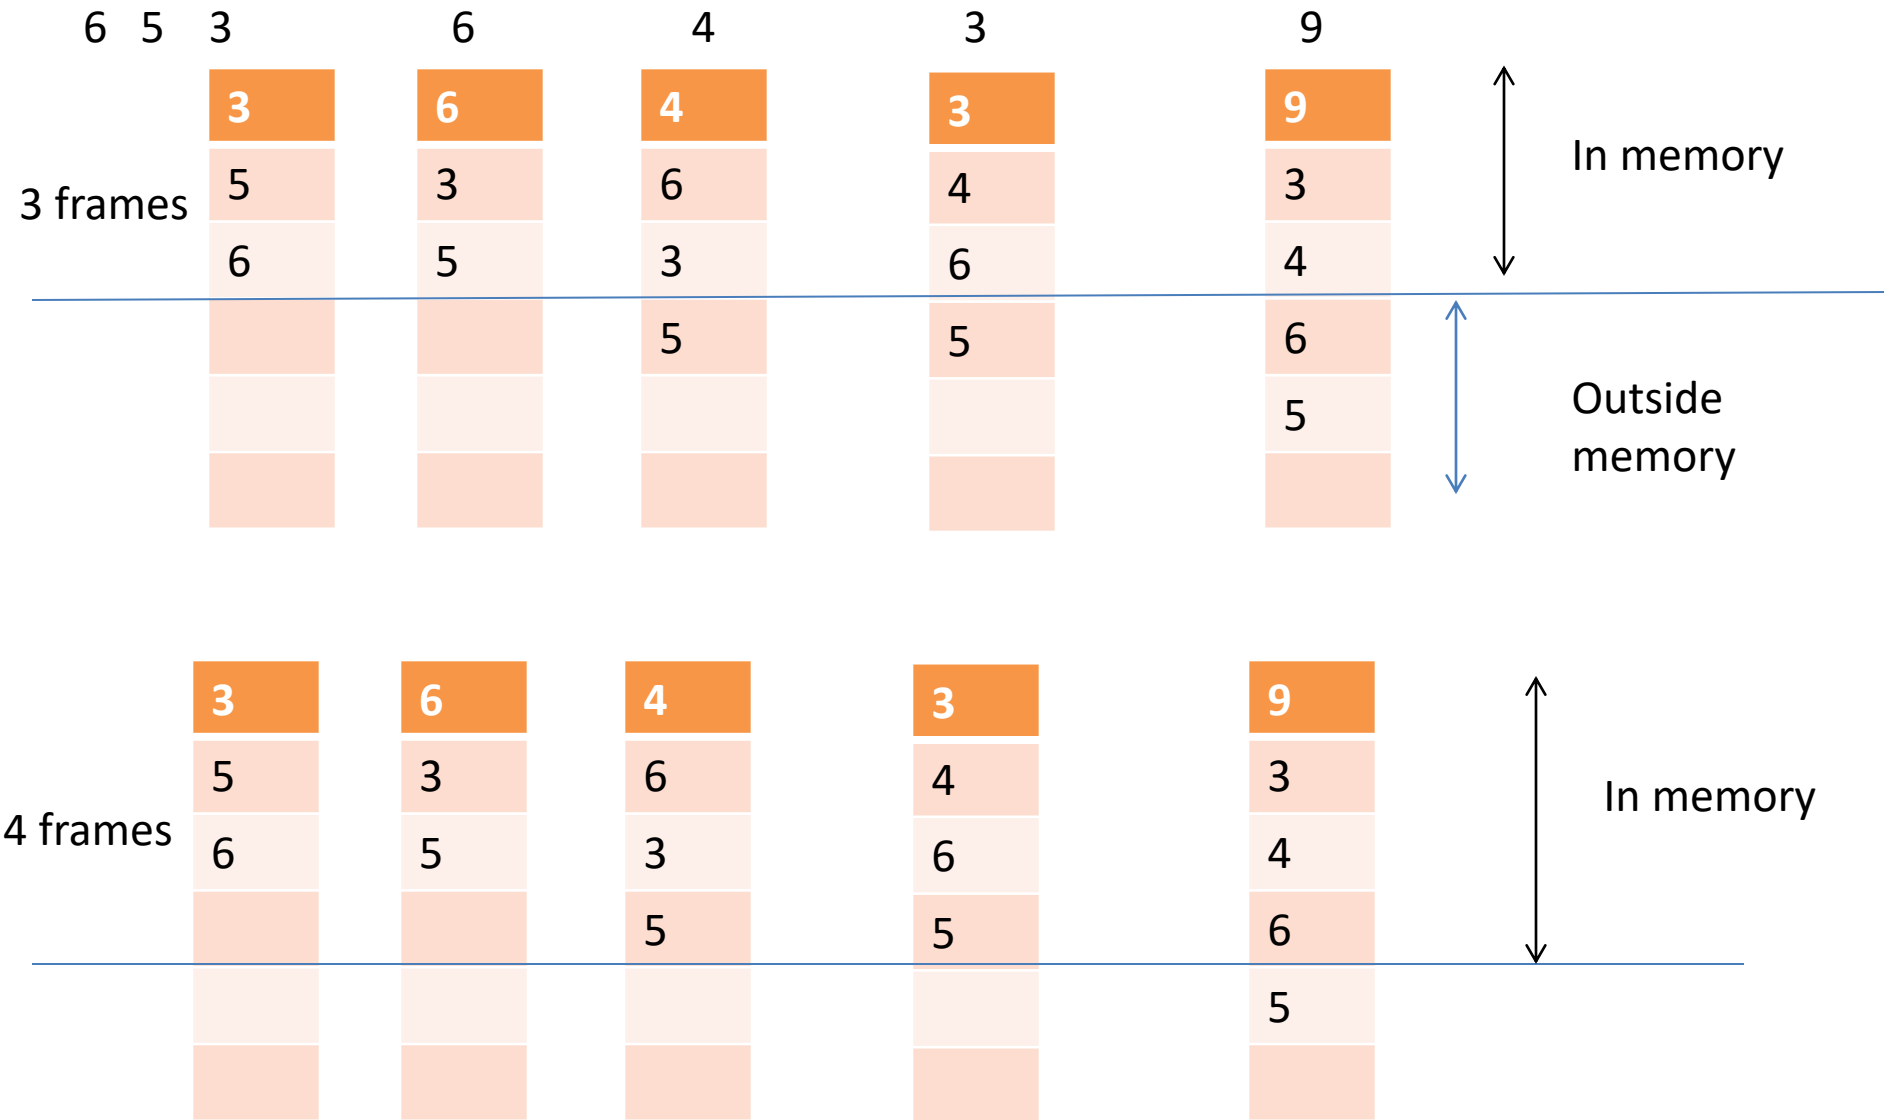 6 5 3 6 4 3 9
3 6 4 3 9
5 3 6 4 3
6 5 3 6 4
5 5 6
5
3 frames
In memory
Outside
memory
3 6 4 3 9
5 3 6 4 3
6 5 3 6 4
5 5 6
5
4 frames
In memory